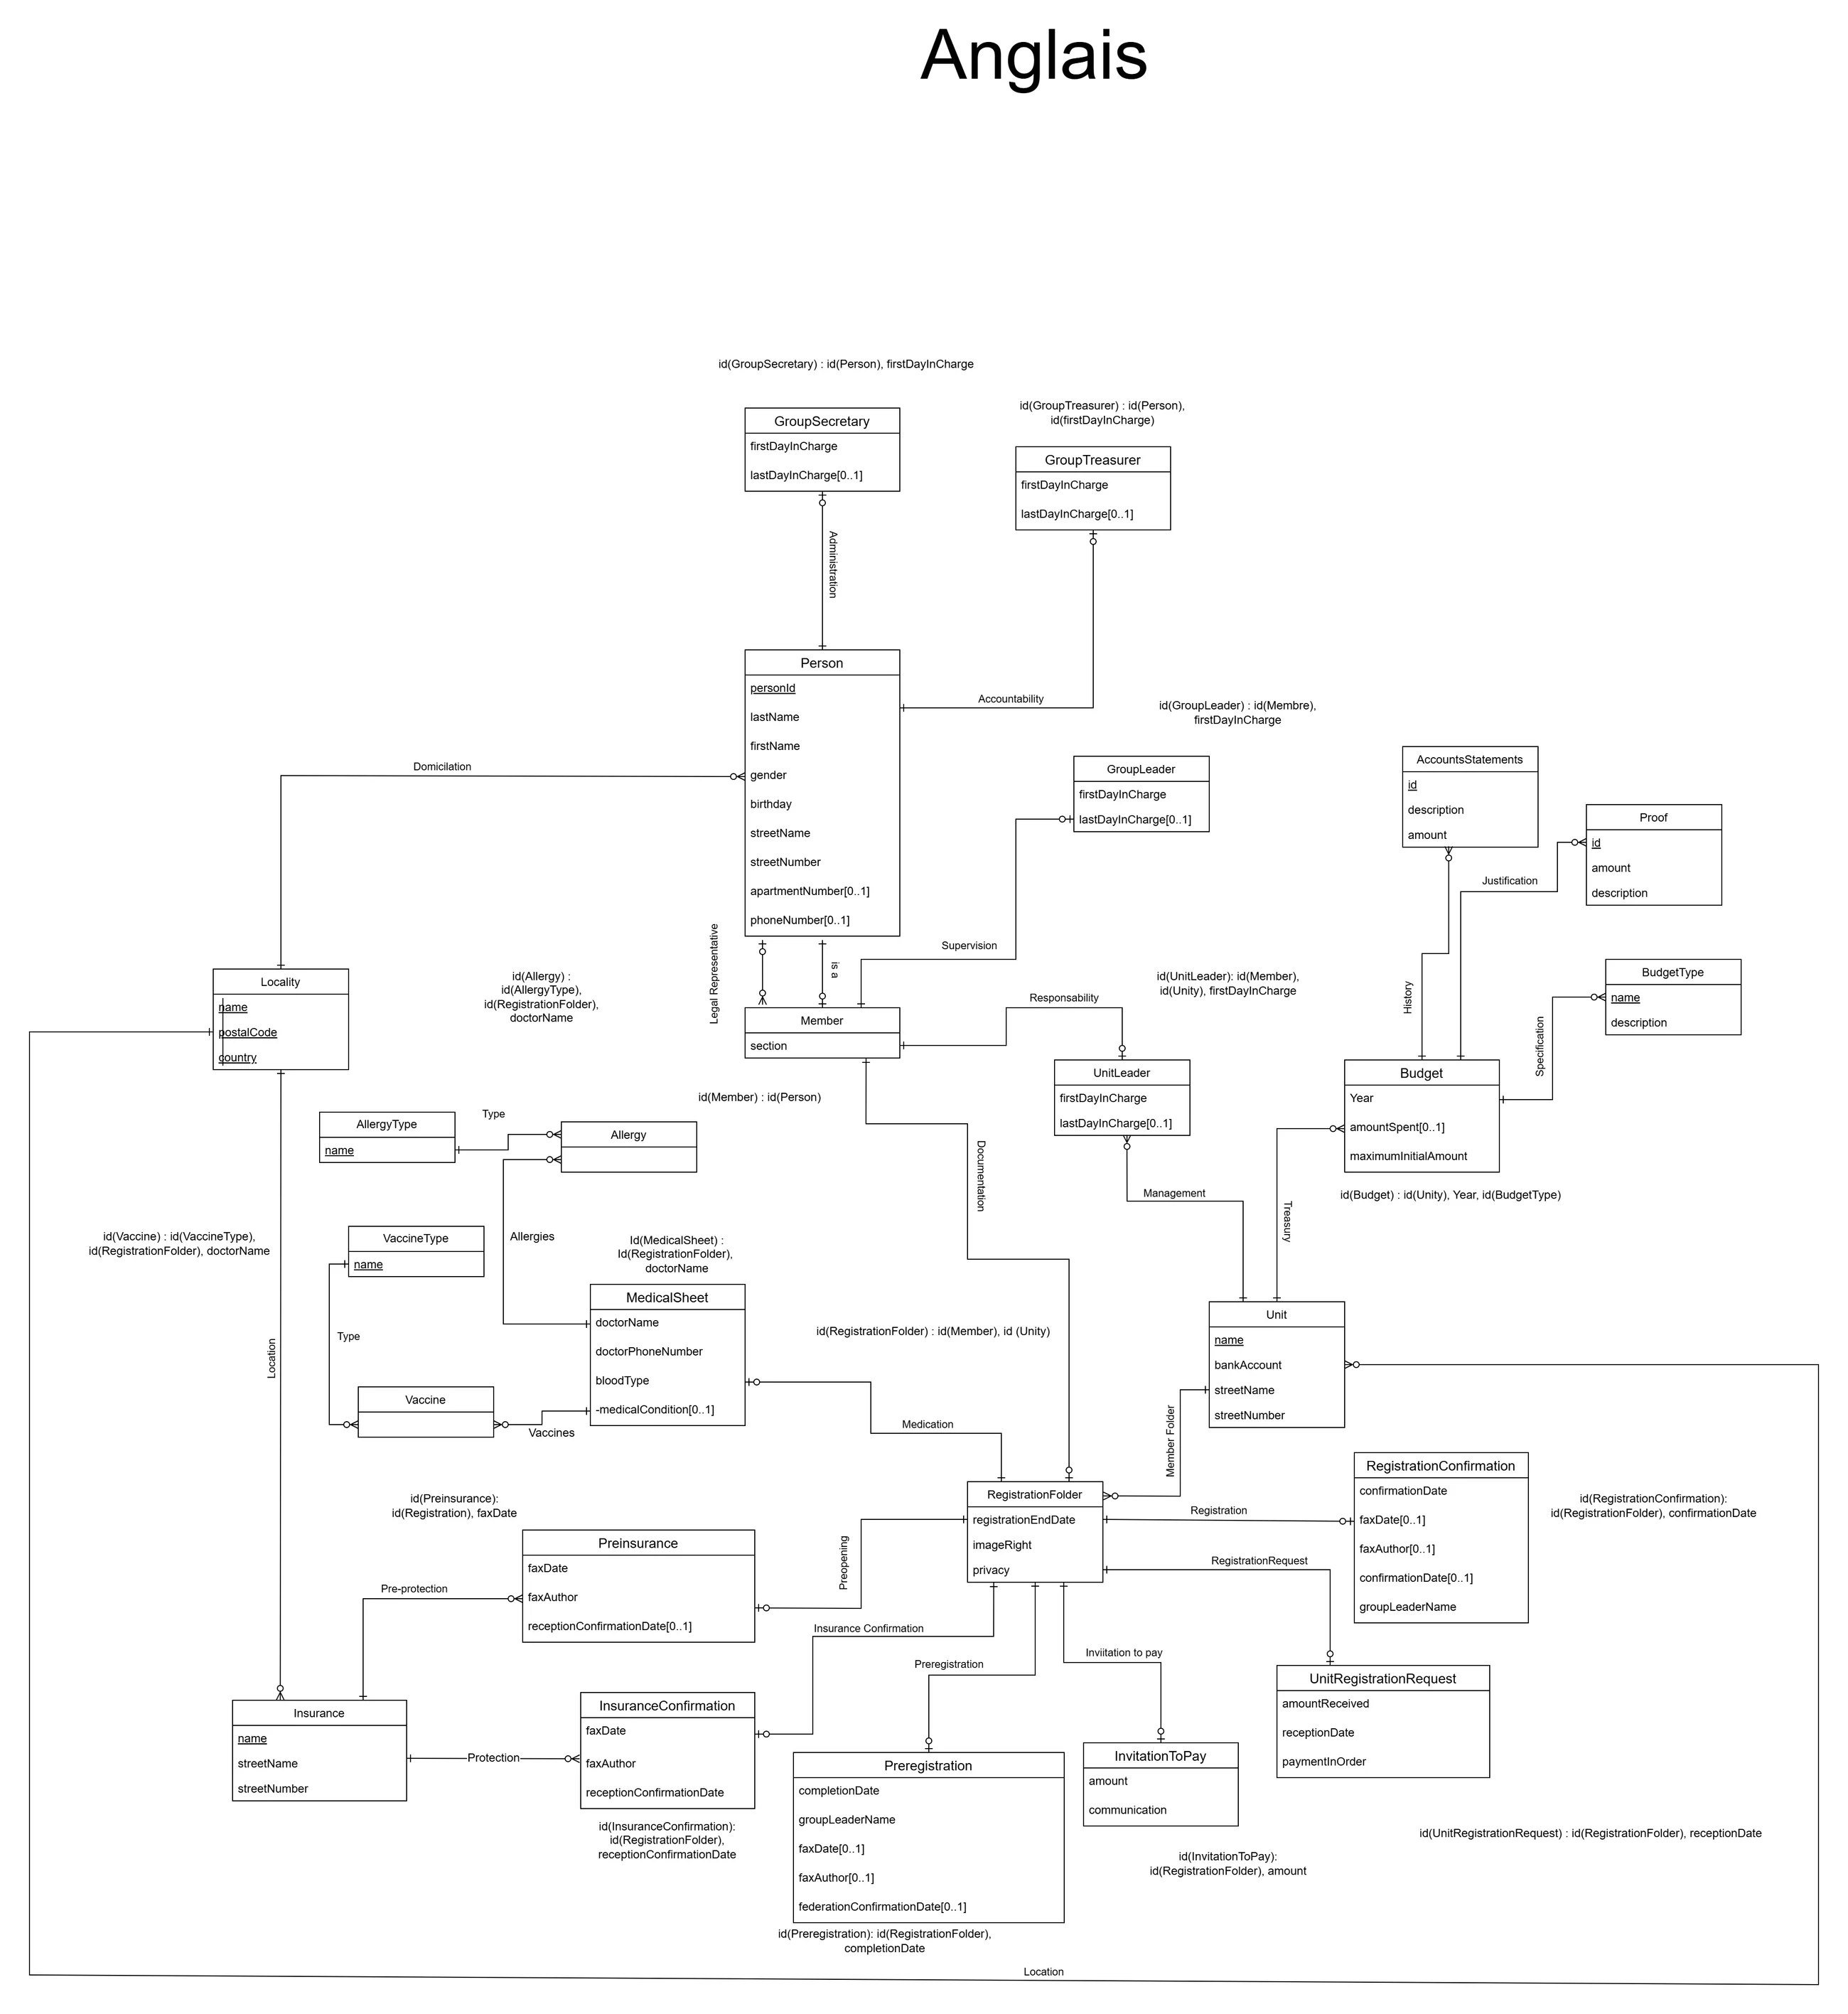 Anglais
id(GroupSecretary) : id(Person), firstDayInCharge
GroupSecretary
firstDayInCharge
lastDayInCharge[0..1]
id(GroupTreasurer) : id(Person),
id(firstDayInCharge)
GroupTreasurer
firstDayInCharge
lastDayInCharge[0..1]
Administration
Person
personId
lastName
firstName
gender
birthday
streetName
streetNumber
apartmentNumber[0..1]
phoneNumber[0..1]
Accountability
id(GroupLeader) : id(Membre),
firstDayInCharge
Domicilation
GroupLeader
firstDayInCharge
lastDayInCharge[0..1]
AccountsStatements
id
description
amount
Proof
id
amount
description
Justification
Legal Representative
is a
Supervision
Locality
name
postalCode
country
id(Allergy) :
id(AllergyType),
id(RegistrationFolder),
doctorName
Member
section
Responsability
id(UnitLeader): id(Member),
id(Unity), firstDayInCharge
History
BudgetType
name
description
Specification
UnitLeader
firstDayInCharge
lastDayInCharge[0..1]
Budget
Year
amountSpent[0..1]
maximumInitialAmount
id(Member) : id(Person)
AllergyType
name
Type
Allergy
Documentation
Management
Treasury
id(Budget) : id(Unity), Year, id(BudgetType)
id(Vaccine) : id(VaccineType),
id(RegistrationFolder), doctorName
VaccineType
name
Allergies
Id(MedicalSheet) :
Id(RegistrationFolder),
doctorName
MedicalSheet
doctorName
doctorPhoneNumber
bloodType
-medicalCondition[0..1]
id(RegistrationFolder) : id(Member), id (Unity)
Unit
name
bankAccount
streetName
streetNumber
Location
Type
Vaccine
Vaccines
Medication
Member Folder
RegistrationFolder
registrationEndDate
imageRight
privacy
Registration
RegistrationConfirmation
confirmationDate
faxDate[0..1]
faxAuthor[0..1]
confirmationDate[0..1]
groupLeaderName
id(RegistrationConfirmation):
id(RegistrationFolder), confirmationDate
id(Preinsurance):
id(Registration), faxDate
Preinsurance
faxDate
faxAuthor
receptionConfirmationDate[0..1]
Preopening
RegistrationRequest
Pre-protection
Insurance Confirmation
Preregistration
Inviitation to pay
UnitRegistrationRequest
amountReceived
receptionDate
paymentInOrder
Insurance
name
streetName
streetNumber
Protection
InsuranceConfirmation
faxDate
faxAuthor
receptionConfirmationDate
Preregistration
completionDate
groupLeaderName
faxDate[0..1]
faxAuthor[0..1]
federationConfirmationDate[0..1]
InvitationToPay
amount
communication
id(InsuranceConfirmation):
id(RegistrationFolder),
receptionConfirmationDate
id(InvitationToPay):
id(RegistrationFolder), amount
id(UnitRegistrationRequest) : id(RegistrationFolder), receptionDate
id(Preregistration): id(RegistrationFolder),
completionDate
Location